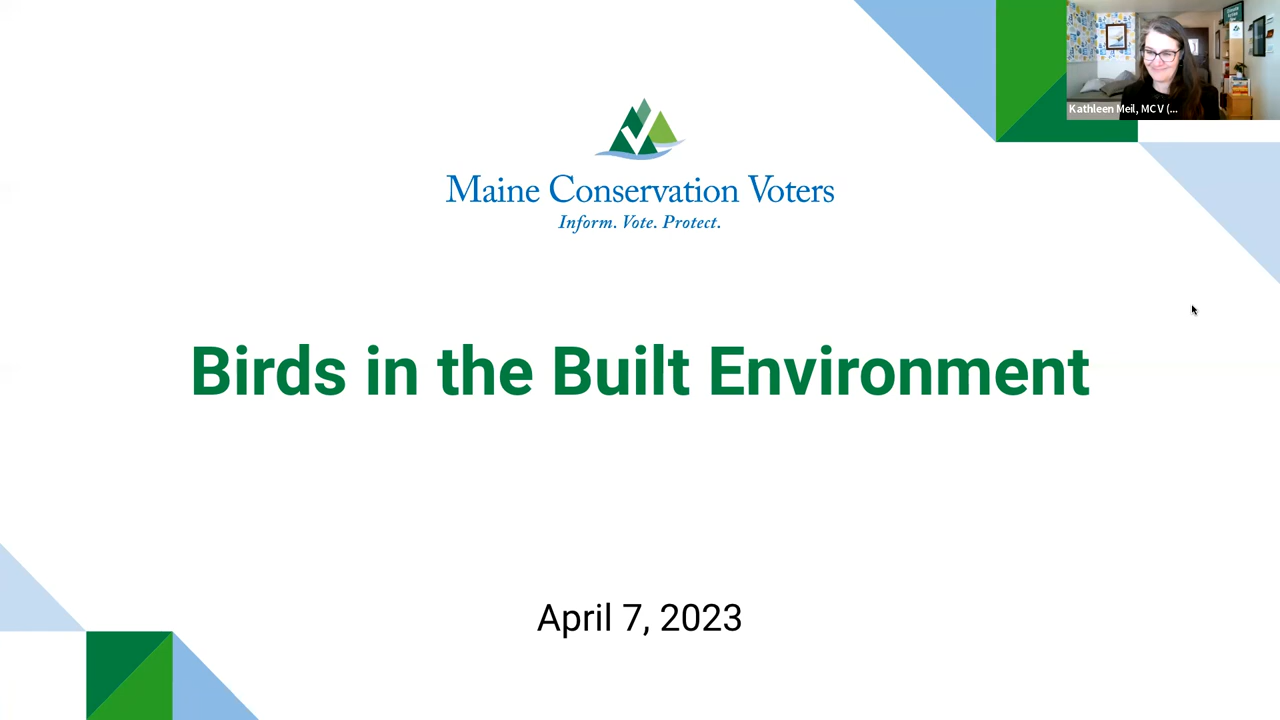 Kathleen Meil, MCV (...
Maine Conservation Voters
Inform. Vote. Protect.
Birds in the Built Environment
April 7, 2023